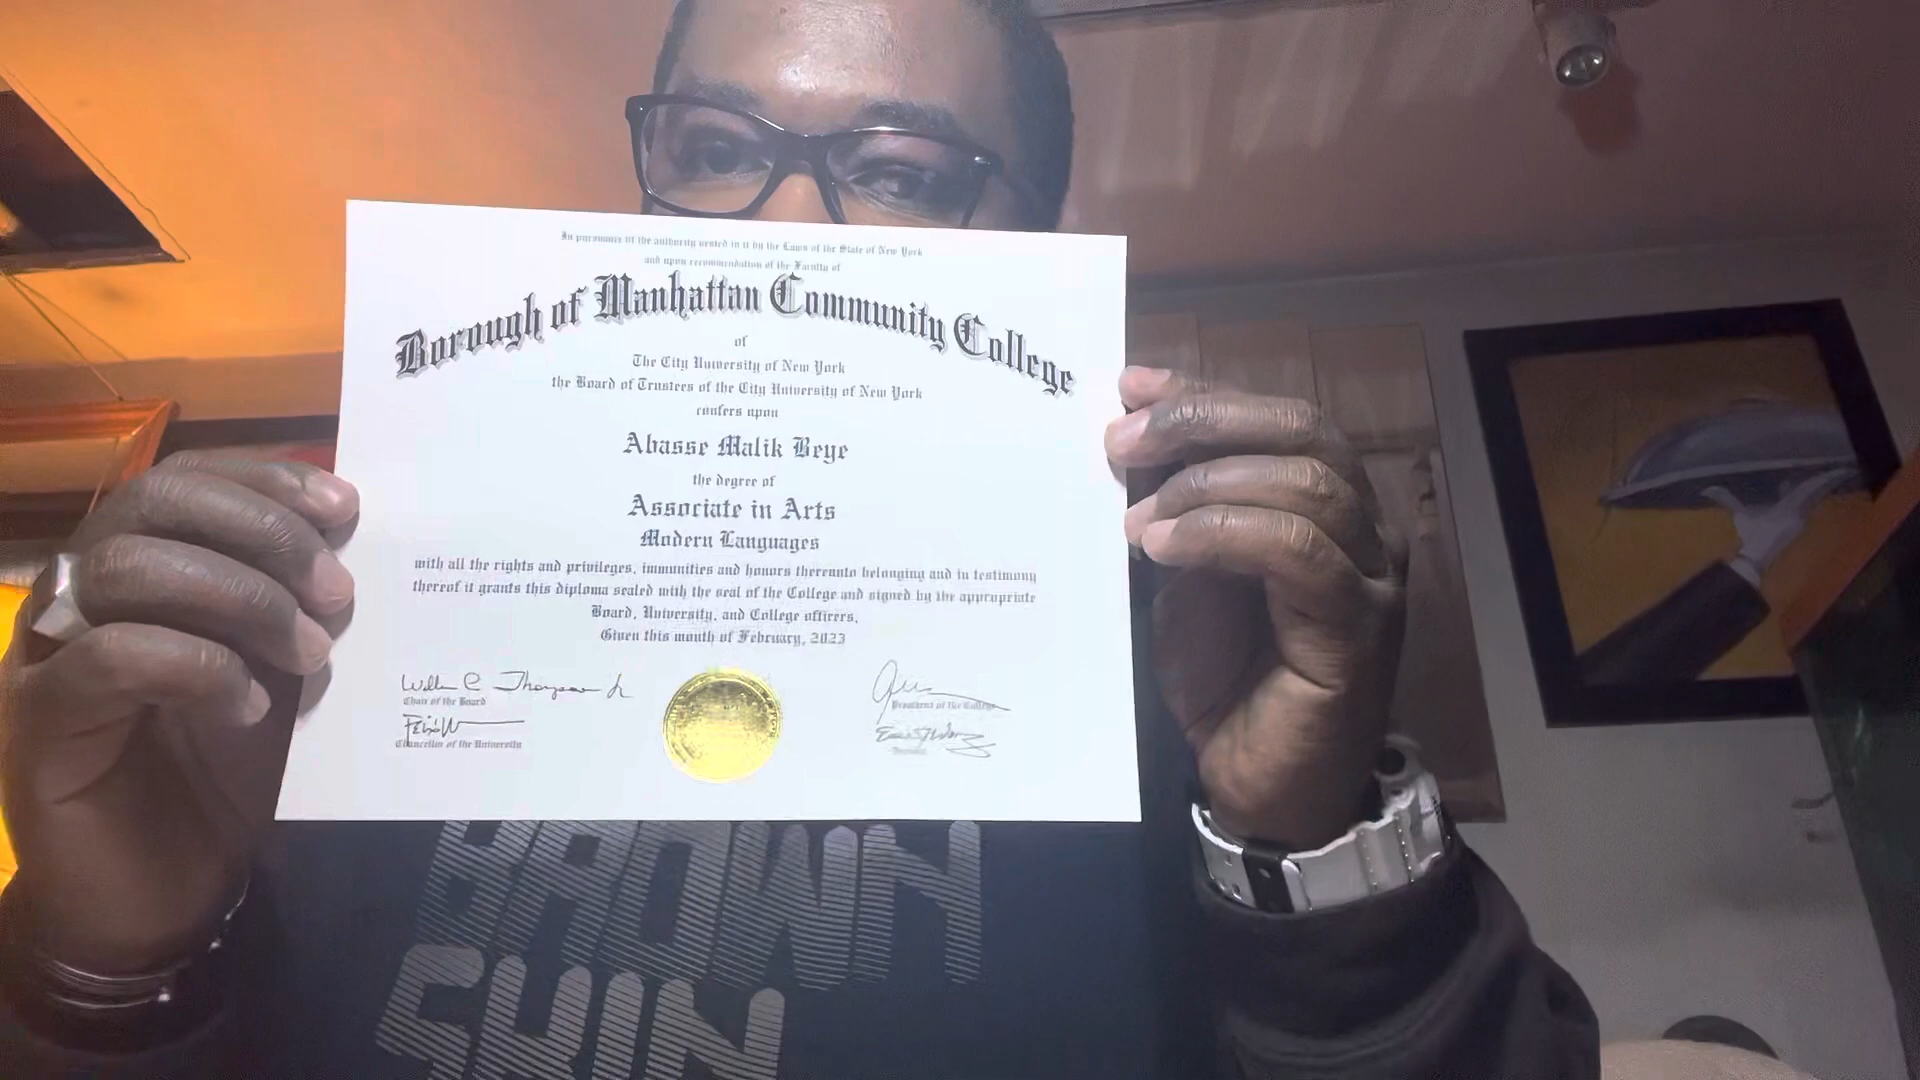 In pursuance of the authority vested in it by the Laws of the State of New York
and upon recommendation of the Faculty of
Borough of Manhattan Community College
of
The City University of New York
the Board of Trustees of the City University of New York
confers upon
Abasse Malik Beye
the degree of
Associate in Arts
Modern Languages
with all the rights and privileges, immunities and honors thereunto belonging and in testimony
thereof it grants this diploma sealed with the seal of the College and signed by the appropriate
Board, University, and College officers,
Given this month of February, 2023
William C Thompson Jr
Chair of the Board
President of the College
Chancellor of the University
BROWN
SKIN